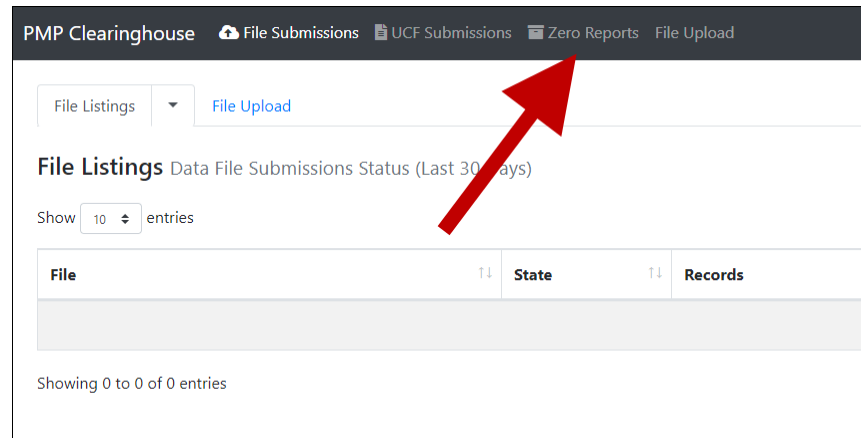 PMP Clearinghouse File Submissions UCF Submissions Zero Reports File Upload
File Listings File Upload
File Listings Data File Submissions Status (Last 30 Days)
Show 10 entries
File State Records
Showing 0 to 0 of 0 entries